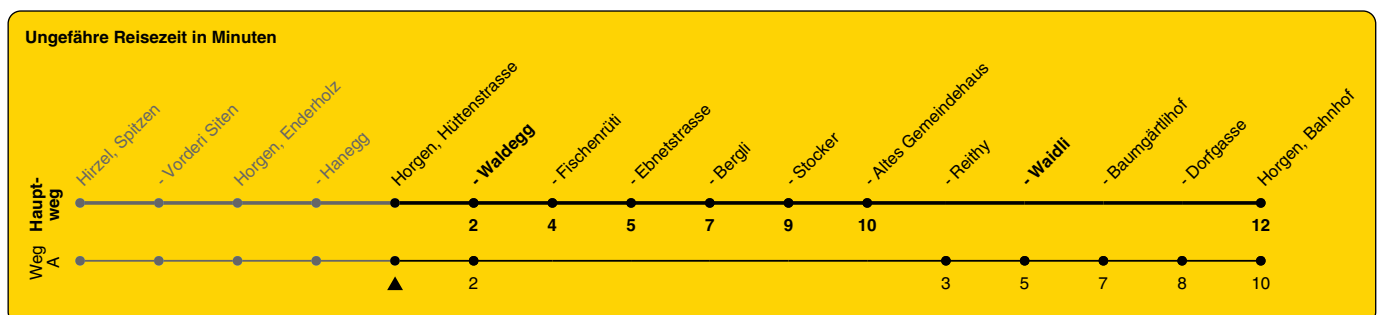 Ungefähre Reisezeit in Minuten
Hirzel, Spitzen
- Vorderi Siten
Horgen, Enderholz
- Hanegg
Horgen, Hüttenstrasse
- Waldegg
- Fischenrüti
- Ebnetstrasse
- Bergli
- Stocker
- Altes Gemeindehaus
- Reithy
- Waidli
- Baumgärtlihof
- Dorfgasse
Horgen, Bahnhof
Haupt-
weg
2 4 5 7 9 10 12
Weg
A
2 3 5 7 8 10